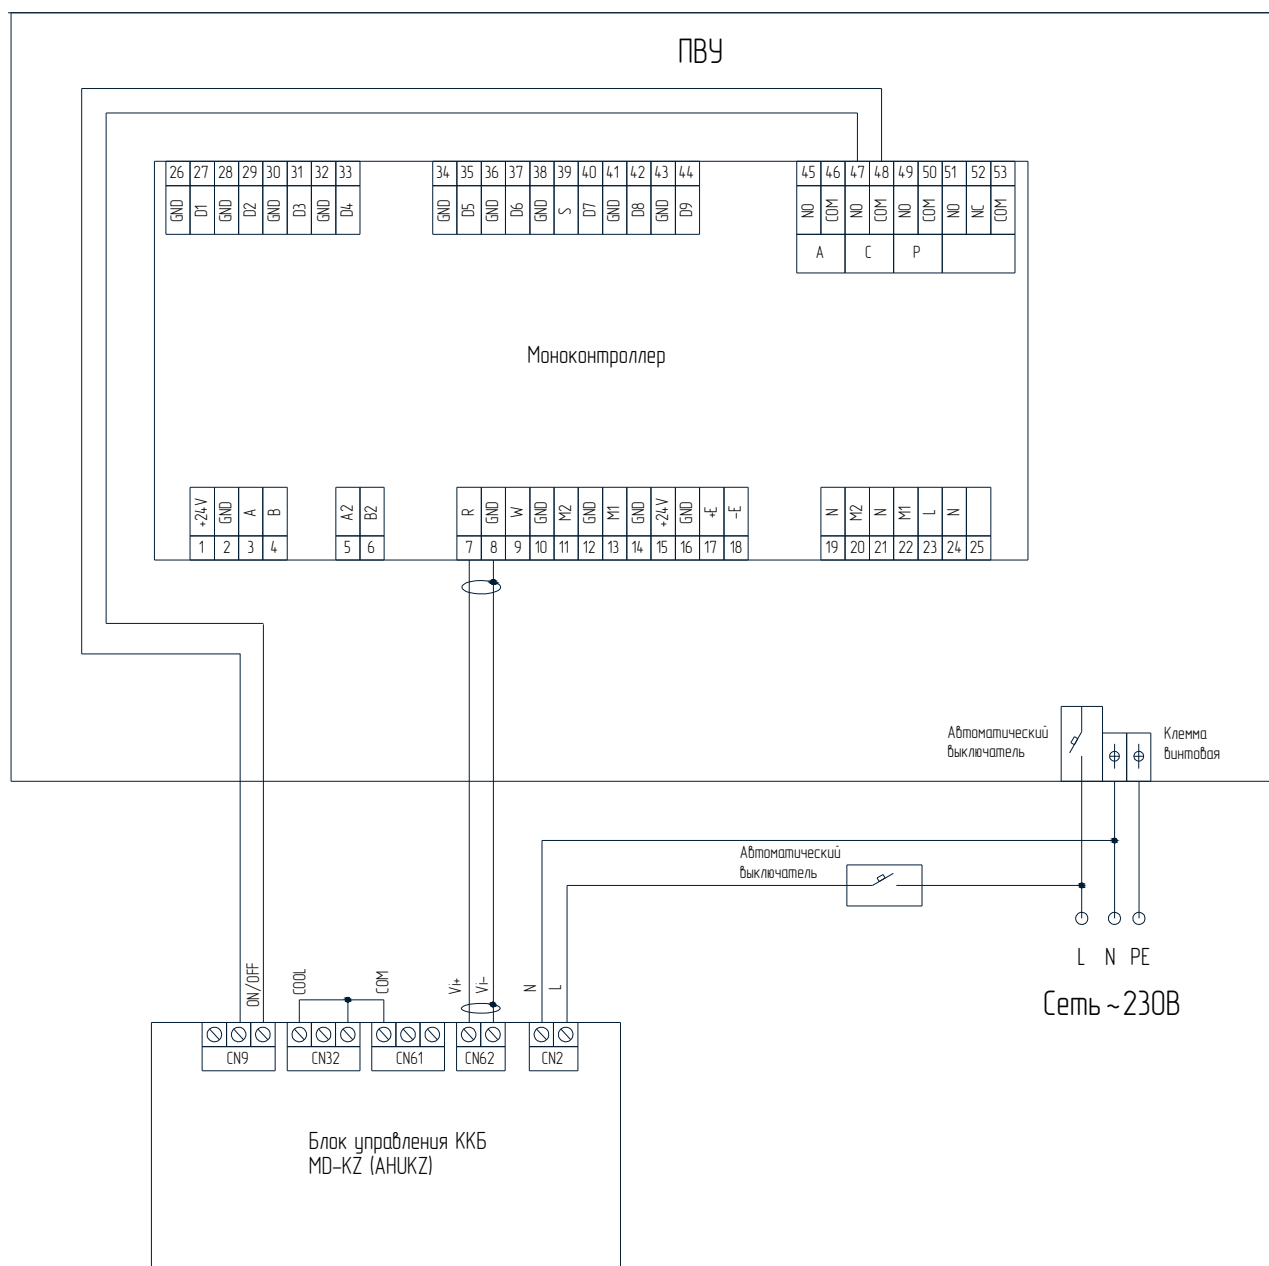 ПВУ
26 27 28 29 30 31 32 33
GND D1 GND D2 GND D3 GND D4
34 35 36 37 38 39 40 41 42 43 44
GND D5 GND D6 GND S D7 GND D8 GND D9
45 46 47 48 49 50 51 52 53
NO COM NO COM NO COM NO NC COM
A C P
Моноконтроллер
+24V GND A B
1 2 3 4
A2 B2
5 6
R GND W GND M2 GND M1 GND +24V GND +E -E
7 8 9 10 11 12 13 14 15 16 17 18
N M2 N M1 L N
19 20 21 22 23 24 25
Автоматический
выключатель
Клемма
винтовая
Автоматический
выключатель
L N PE
Сеть ~230В
ON/OFF
COOL
COM
Vi+
Vi-
N
L
CN9 CN32 CN61 CN62 CN2
Блок управления ККБ
MD-KZ (AHUKZ)